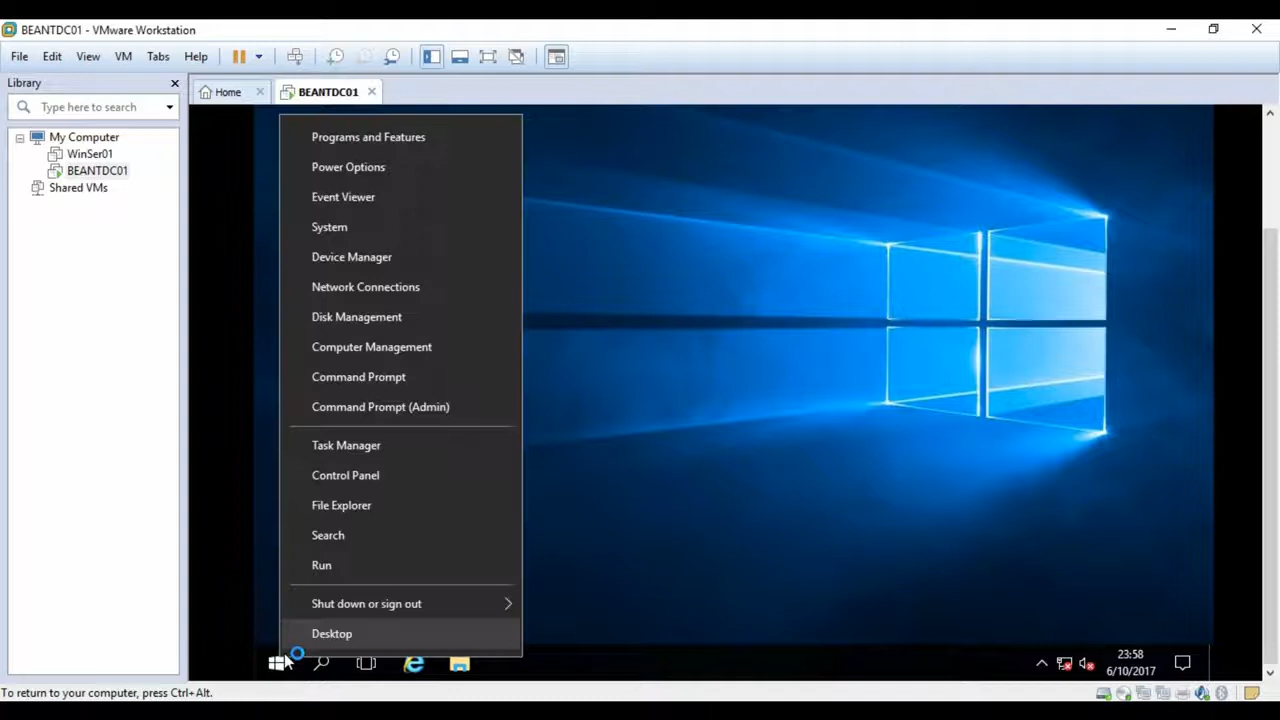 BEANTDC01 - VMware Workstation
File Edit View VM Tabs Help
Library
Type here to search
My Computer
WinSer01
BEANTDC01
Shared VMs
Home
BEANTDC01
Programs and Features
Power Options
Event Viewer
System
Device Manager
Network Connections
Disk Management
Computer Management
Command Prompt
Command Prompt (Admin)
Task Manager
Control Panel
File Explorer
Search
Run
Shut down or sign out
Desktop
23:58
6/10/2017
To return to your computer, press Ctrl+Alt.